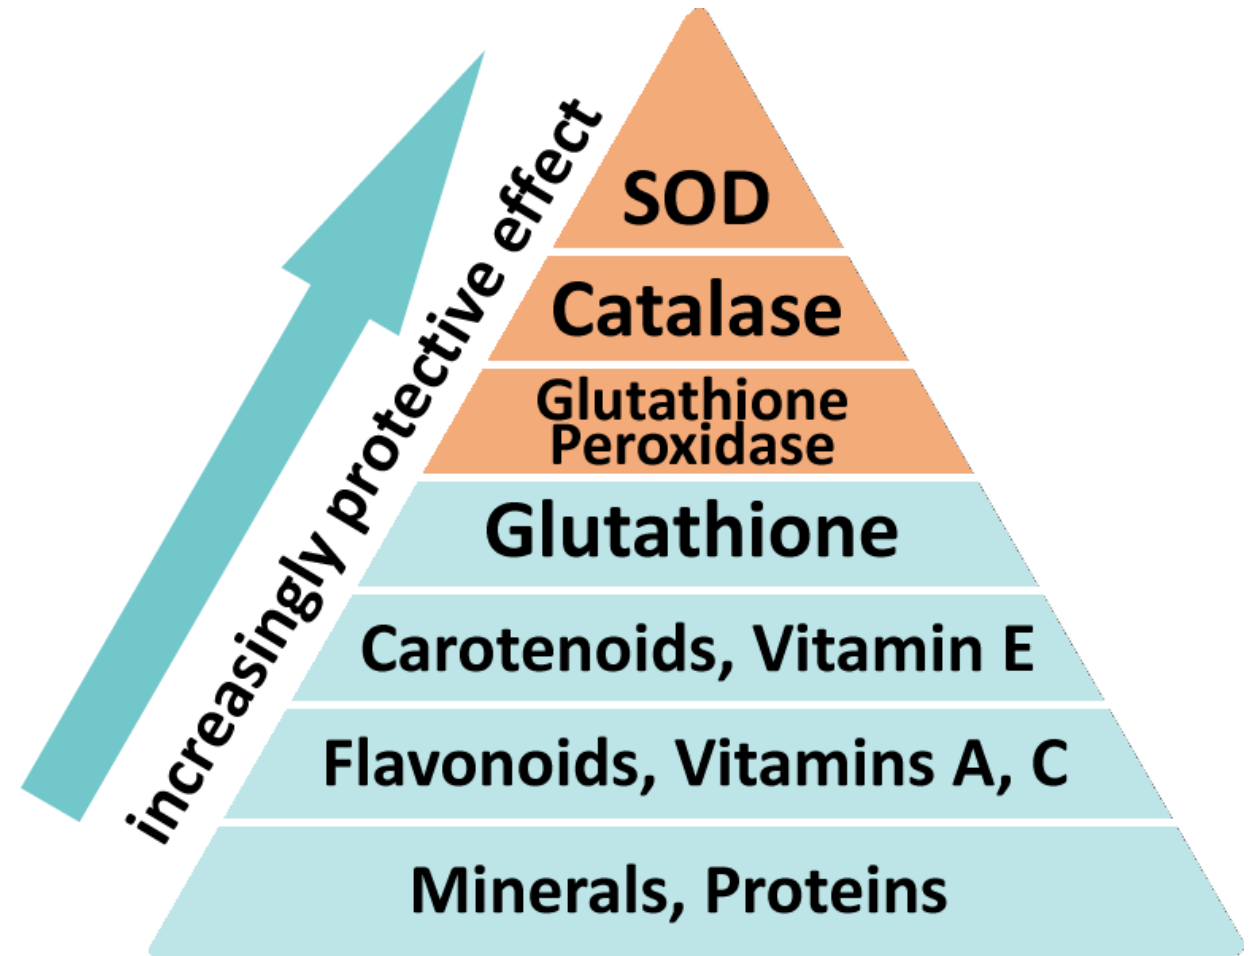 increasingly protective effect
SOD
Catalase
Glutathione
Peroxidase
Glutathione
Carotenoids, Vitamin E
Flavonoids, Vitamins A, C
Minerals, Proteins